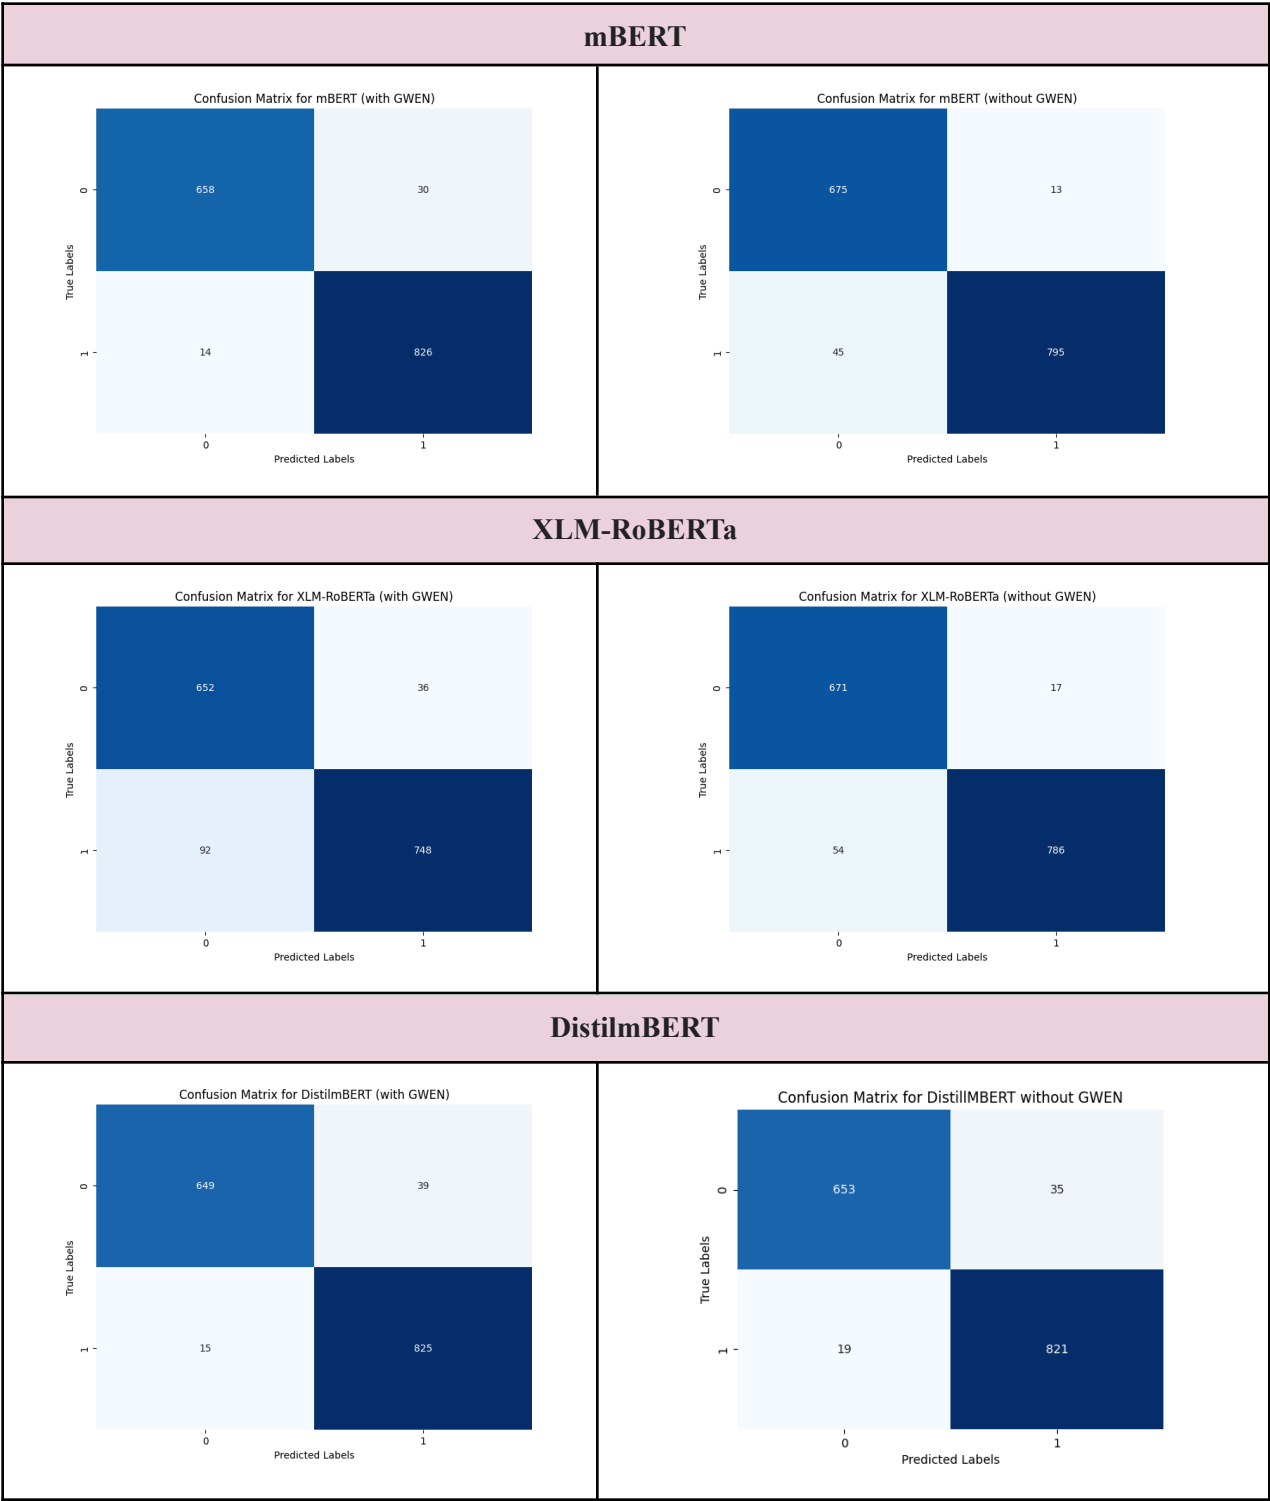 mBERT
Confusion Matrix for mBERT (with GWEN)
0
658
30
True Labels
1
14
826
0
1
Predicted Labels
Confusion Matrix for mBERT (without GWEN)
0
675
13
True Labels
1
45
795
0
1
Predicted Labels
XLM-RoBERTa
Confusion Matrix for XLM-RoBERTa (with GWEN)
0
652
36
True Labels
1
92
748
0
1
Predicted Labels
Confusion Matrix for XLM-RoBERTa (without GWEN)
0
671
17
True Labels
1
54
786
0
1
Predicted Labels
DistilmBERT
Confusion Matrix for DistilmBERT (with GWEN)
0
649
39
True Labels
1
15
825
0
1
Predicted Labels
Confusion Matrix for DistillMBERT without GWEN
0
653
35
True Labels
1
19
821
0
1
Predicted Labels